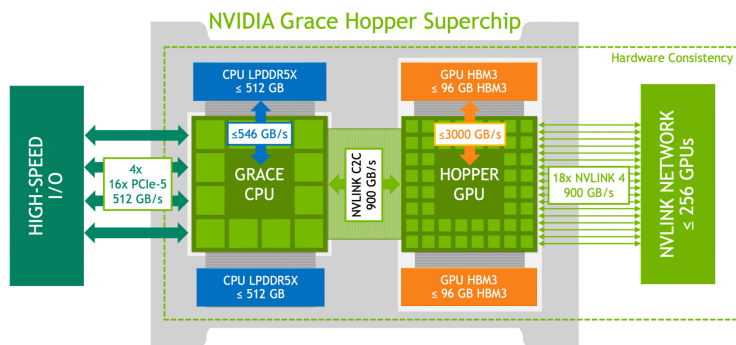 NVIDIA Grace Hopper Superchip
Hardware Consistency
HIGH-SPEED
I/O
4x
16x PCIe-5
512 GB/s
CPU LPDDR5X
≤ 512 GB
≤546 GB/s
GRACE
CPU
CPU LPDDR5X
≤ 512 GB
NVLINK C2C
900 GB/s
GPU HBM3
≤ 96 GB HBM3
≤3000 GB/s
HOPPER
GPU
GPU HBM3
≤ 96 GB HBM3
18x NVLINK 4
900 GB/s
NVLINK NETWORK
≤ 256 GPUs